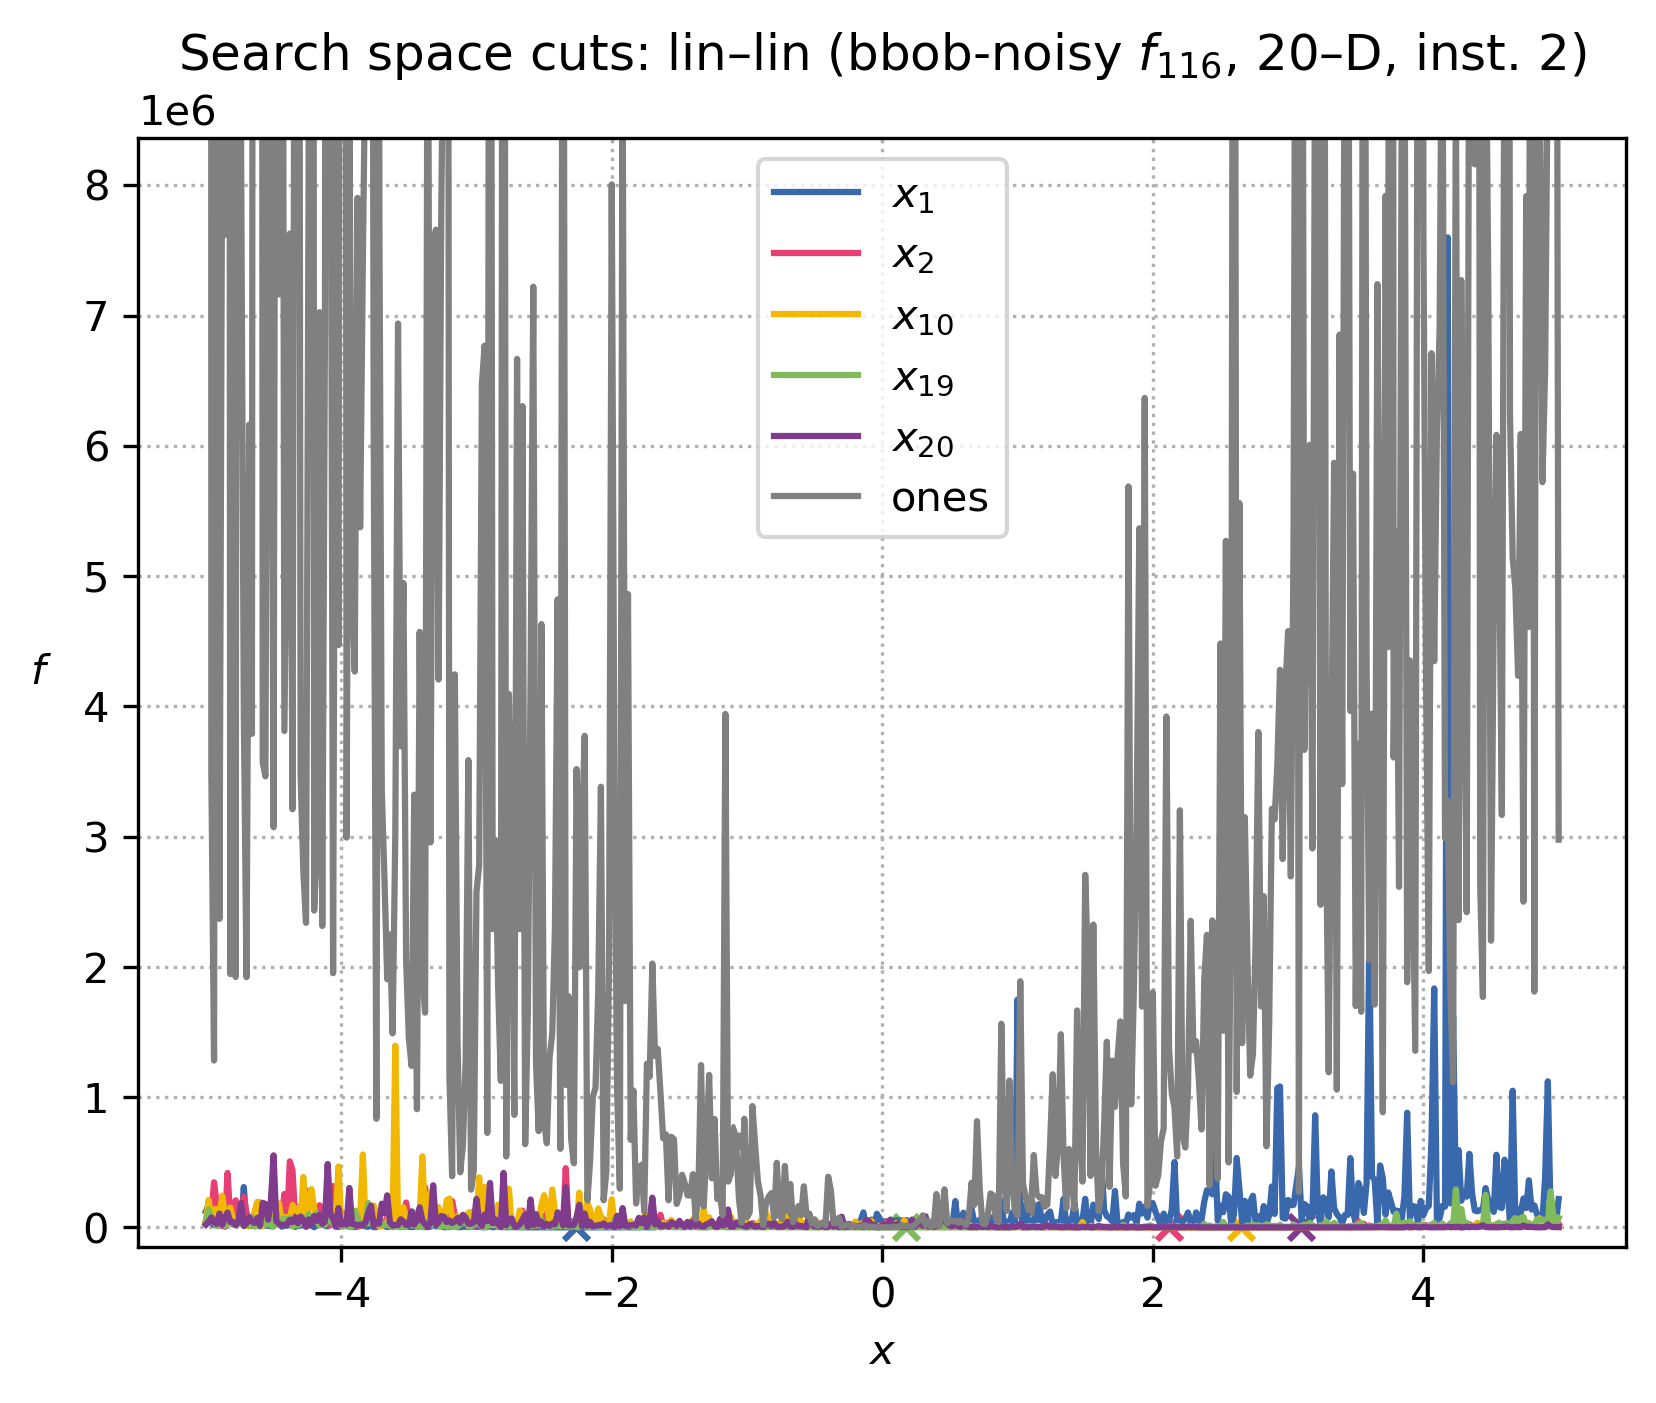 Search space cuts: lin–lin (bbob-noisy f₁₁₆, 20–D, inst. 2)
1e6
8
7
6
5
4
3
2
1
0
f
x₁
x₂
x₁₀
x₁₉
x₂₀
ones
−4 −2 0 2 4
x